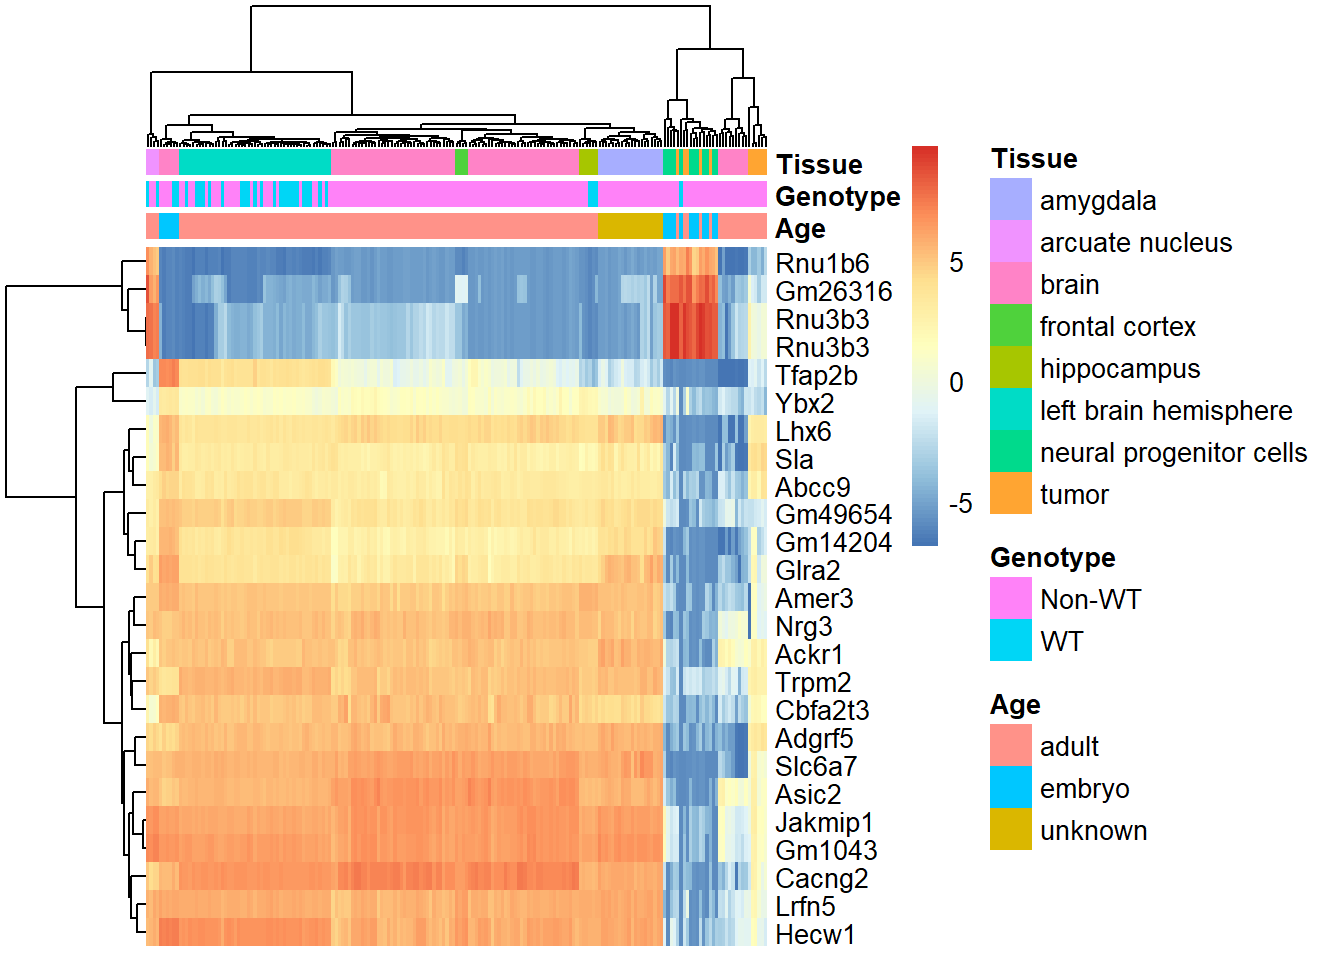 Tissue
Genotype
Age
Rnu1b6
Gm26316
Rnu3b3
Rnu3b3
Tfap2b
Ybx2
Lhx6
Sla
Abcc9
Gm49654
Gm14204
Glra2
Amer3
Nrg3
Ackr1
Trpm2
Cbfa2t3
Adgrf5
Slc6a7
Asic2
Jakmip1
Gm1043
Cacng2
Lrfn5
Hecw1
5
0
-5
Tissue
amygdala
arcuate nucleus
brain
frontal cortex
hippocampus
left brain hemisphere
neural progenitor cells
tumor
Genotype
Non-WT
WT
Age
adult
embryo
unknown